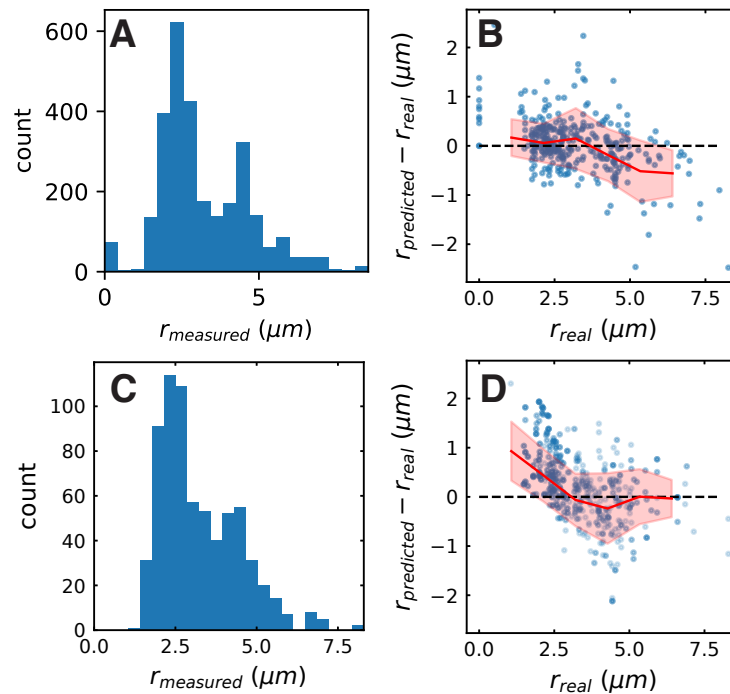 A
count
600
400
200
0
0
5
r_measured (μm)
B
r_predicted − r_real (μm)
2
1
0
−1
−2
0.0
2.5
5.0
7.5
r_real (μm)
C
count
100
80
60
40
20
0
0.0
2.5
5.0
7.5
r_measured (μm)
D
r_predicted − r_real (μm)
2
1
0
−1
−2
0.0
2.5
5.0
7.5
r_real (μm)